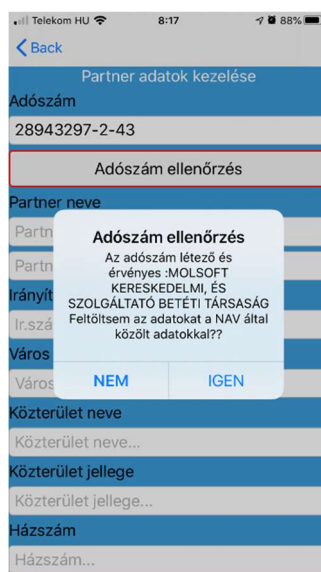 Telekom HU 8:17 88%
Back
Partner adatok kezelése
Adószám
28943297-2-43
Adószám ellenőrzés
Partner neve
Partn
Partn
Irányít
Ir.szá
Város
Város
Adószám ellenőrzés
Az adószám létező és
érvényes :MOLSOFT
KERESKEDELMI, ÉS
SZOLGÁLTATÓ BETÉTI TÁRSASÁG
Feltöltsem az adatokat a NAV által
közölt adatokkal??
NEM IGEN
Közterület neve
Közterület neve...
Közterület jellege
Közterület jellege...
Házszám
Házszám...